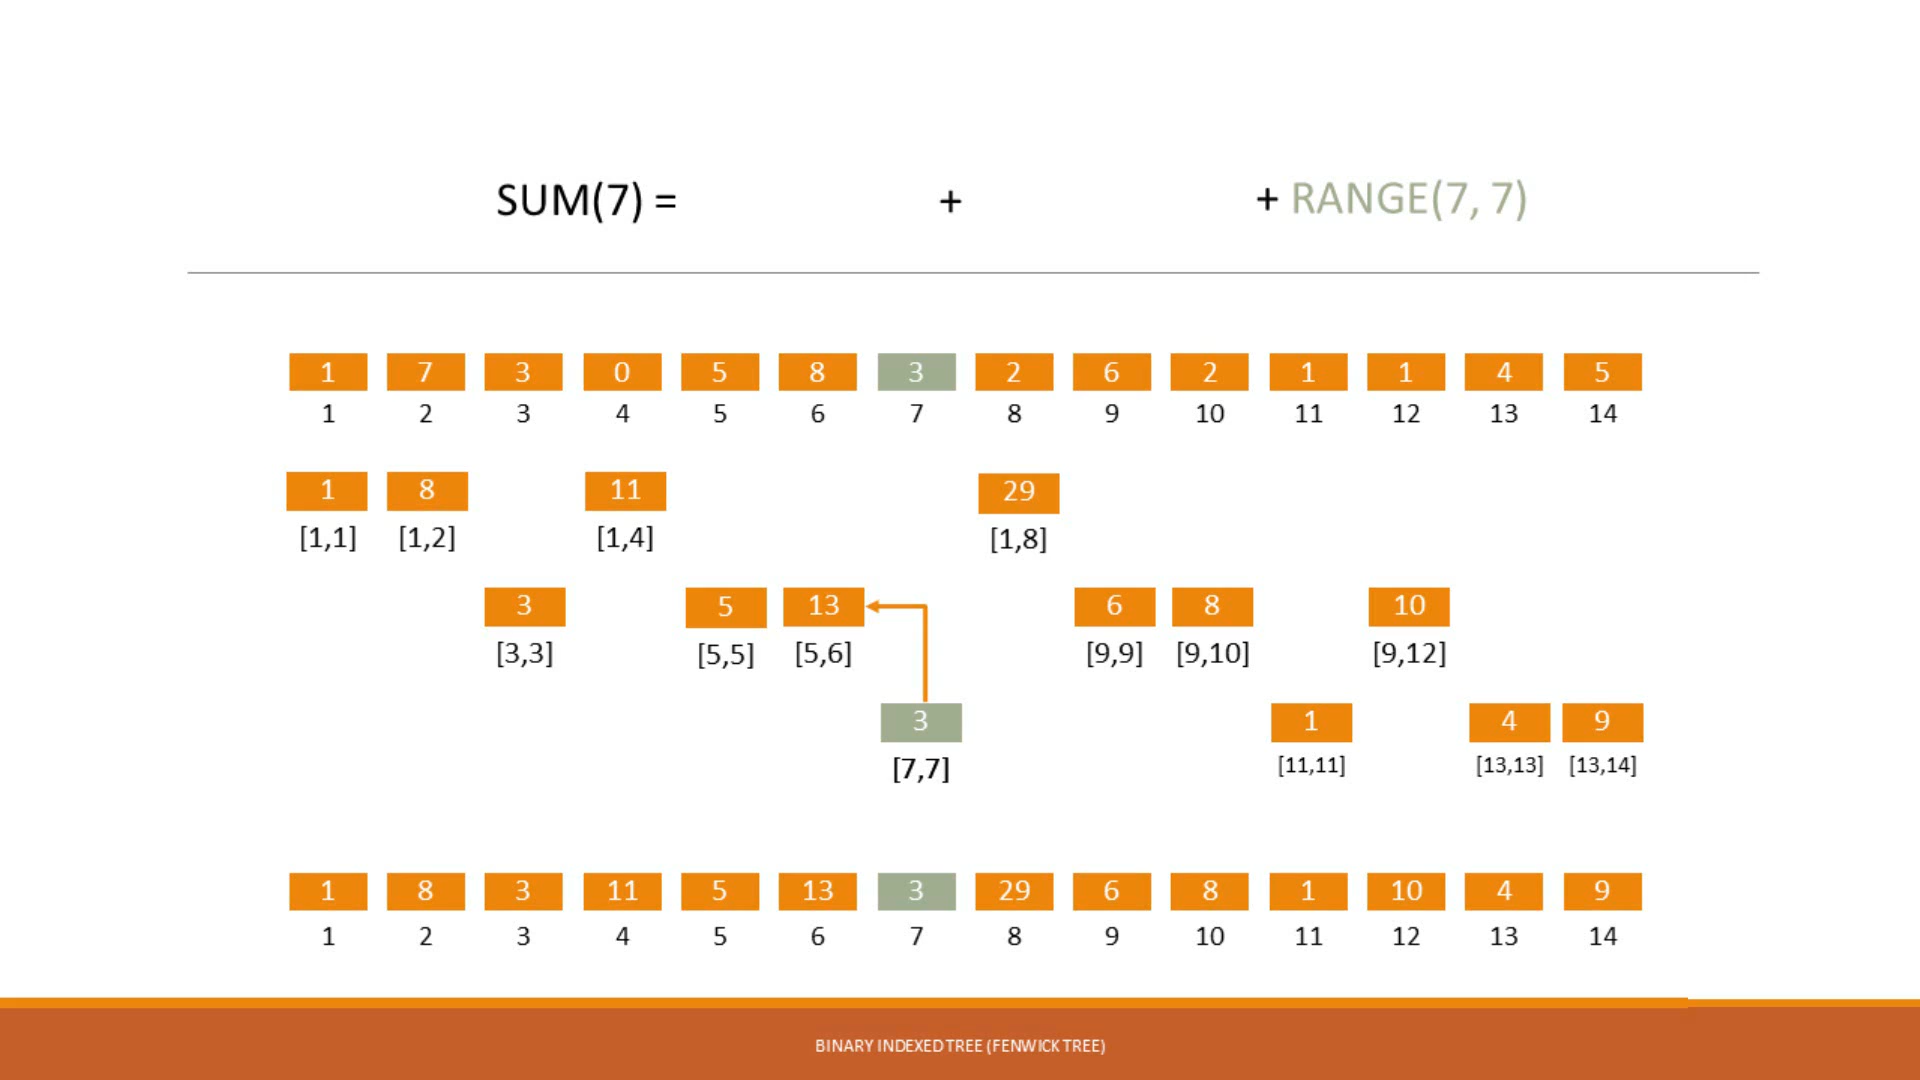 SUM(7) = + + RANGE(7, 7)
1 7 3 0 5 8 3 2 6 2 1 1 4 5
1 2 3 4 5 6 7 8 9 10 11 12 13 14
1 8 11 29
[1,1] [1,2] [1,4] [1,8]
3 5 13 6 8 10
[3,3] [5,5] [5,6] [9,9] [9,10] [9,12]
3 1 4 9
[7,7] [11,11] [13,13] [13,14]
1 8 3 11 5 13 3 29 6 8 1 10 4 9
1 2 3 4 5 6 7 8 9 10 11 12 13 14
BINARY INDEXED TREE (FENWICK TREE)